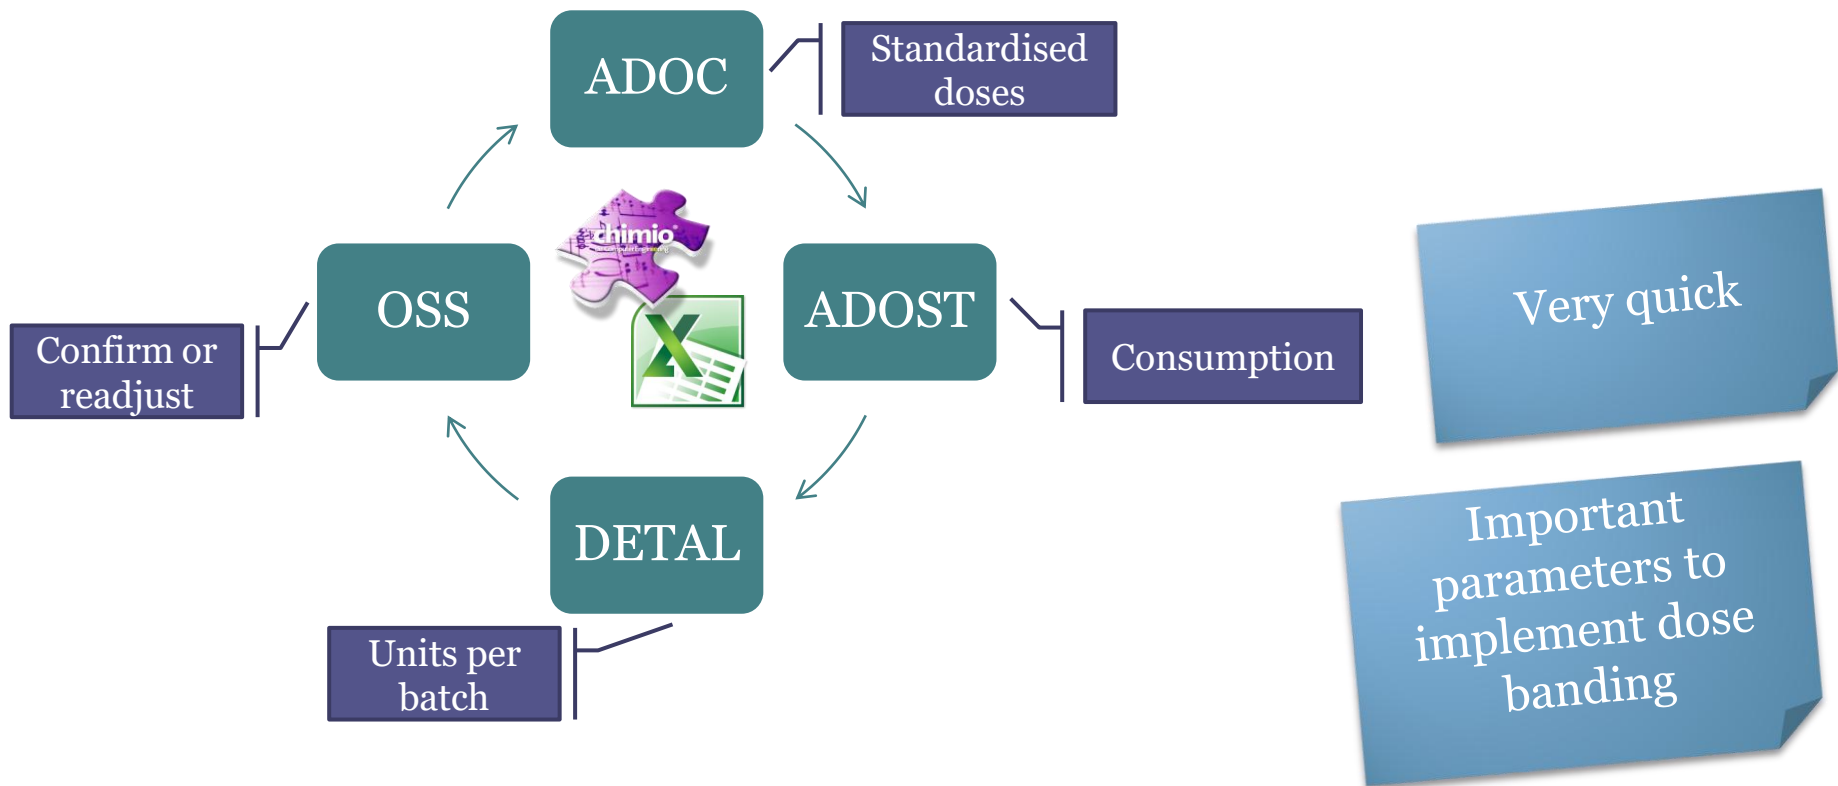 ADOC
Standardised
doses
chimio
OSS
ADOST
Confirm or
readjust
Consumption
DETAL
Units per
batch
Very quick
Important
parameters to
implement dose
banding